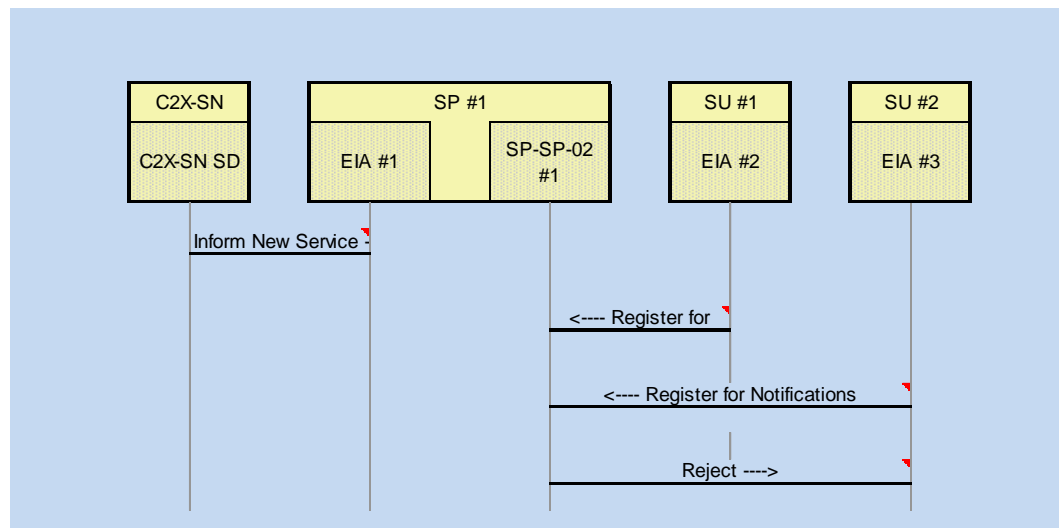 C2X-SN
SP #1
SU #1
SU #2
C2X-SN SD
EIA #1
SP-SP-02
#1
EIA #2
EIA #3
Inform New Service -
<---- Register for
<---- Register for Notifications
Reject ---->